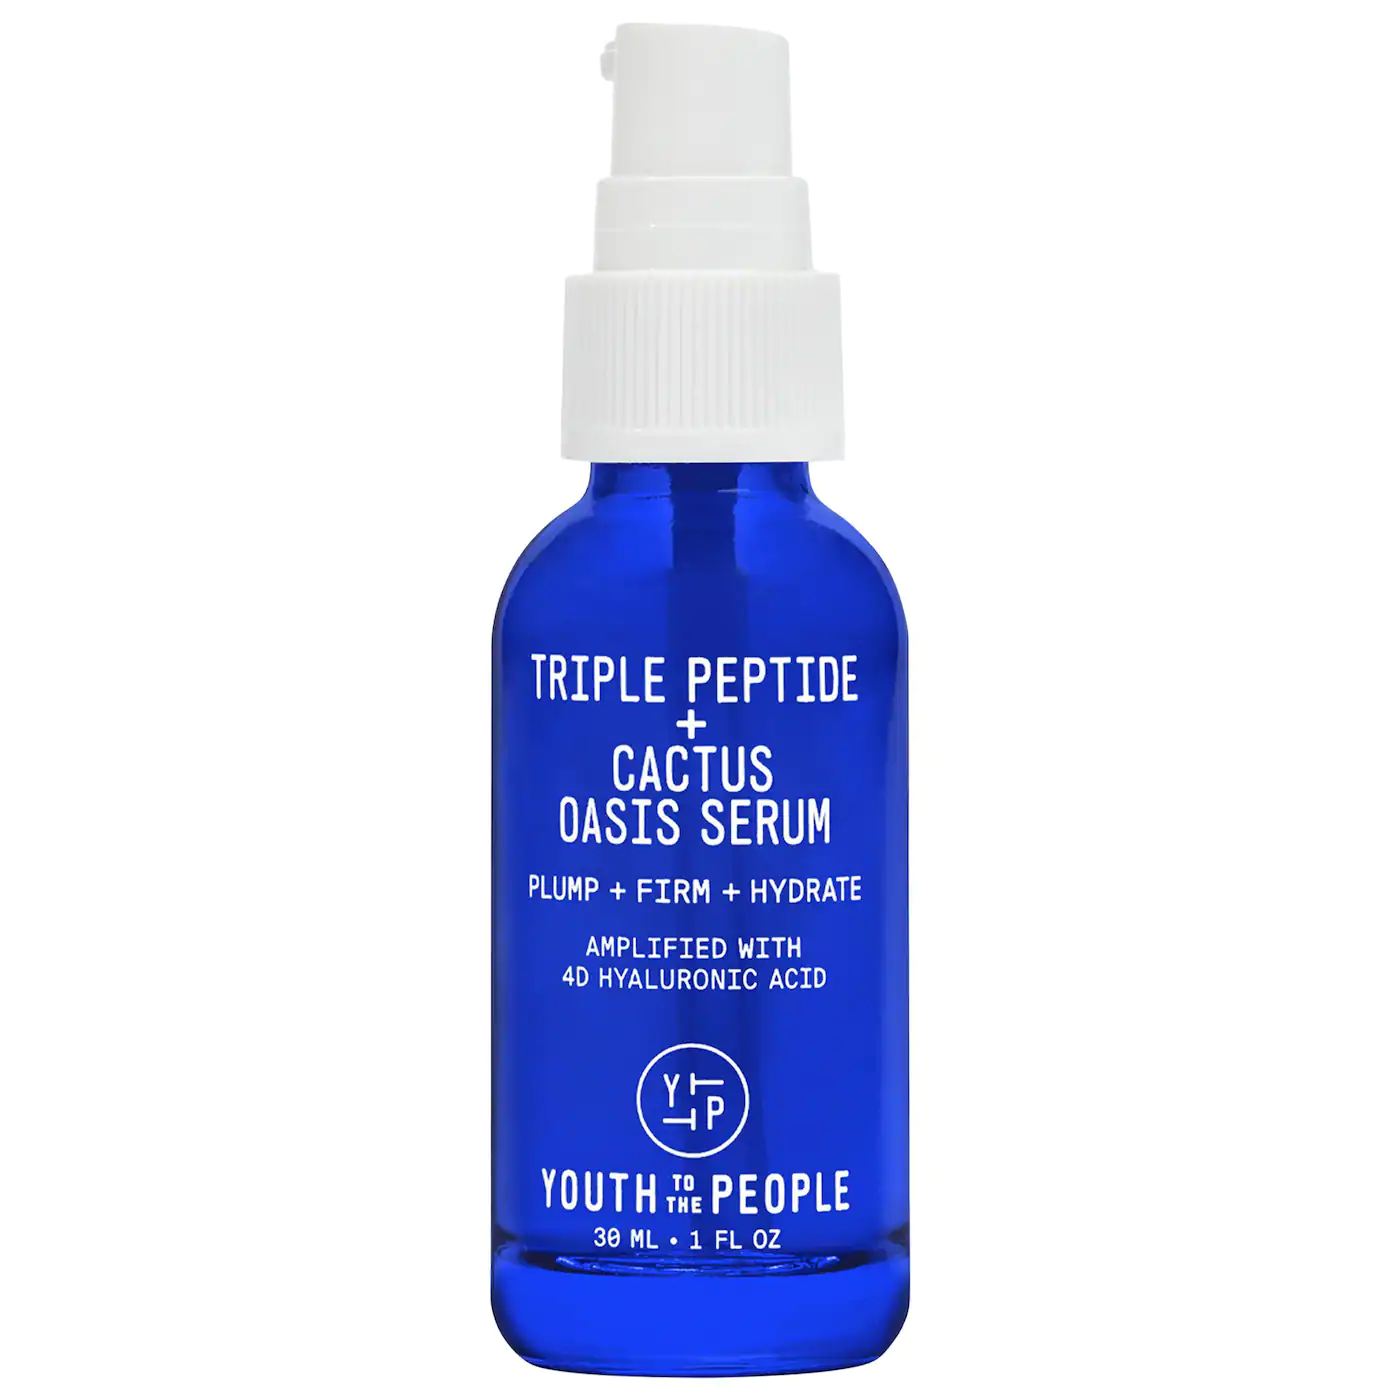 TRIPLE PEPTIDE
+
CACTUS
OASIS SERUM
PLUMP + FIRM + HYDRATE
AMPLIFIED WITH
4D HYALURONIC ACID
YTTP
YOUTH TO THE PEOPLE
30 ML • 1 FL OZ